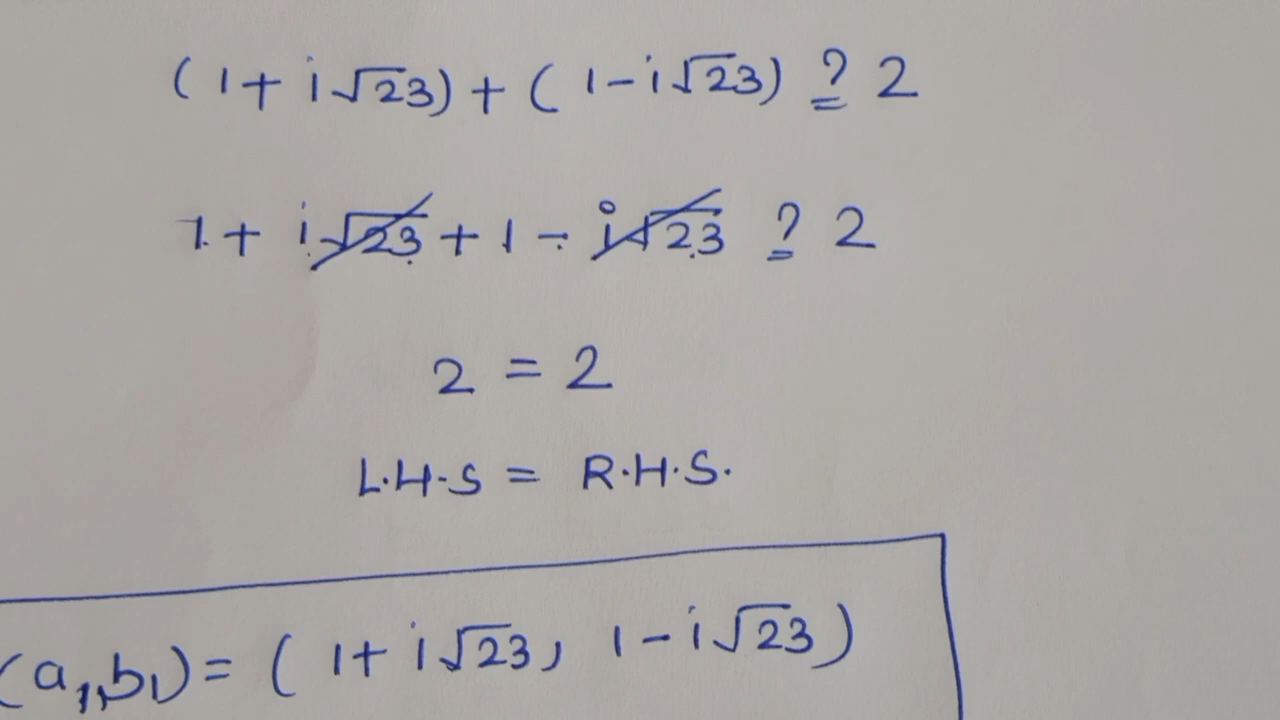 (1+i√23)+(1-i√23) ≟ 2
1+i√23+1-i√23 ≟ 2
2 = 2
L.H.S = R.H.S.
(a₁,b₁)=(1+i√23, 1-i√23)